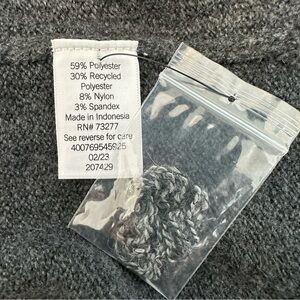 59% Polyester
30% Recycled
Polyester
8% Nylon
3% Spandex
Made in Indonesia
RN# 73277
See reverse for care
400769545925
02/23
207429